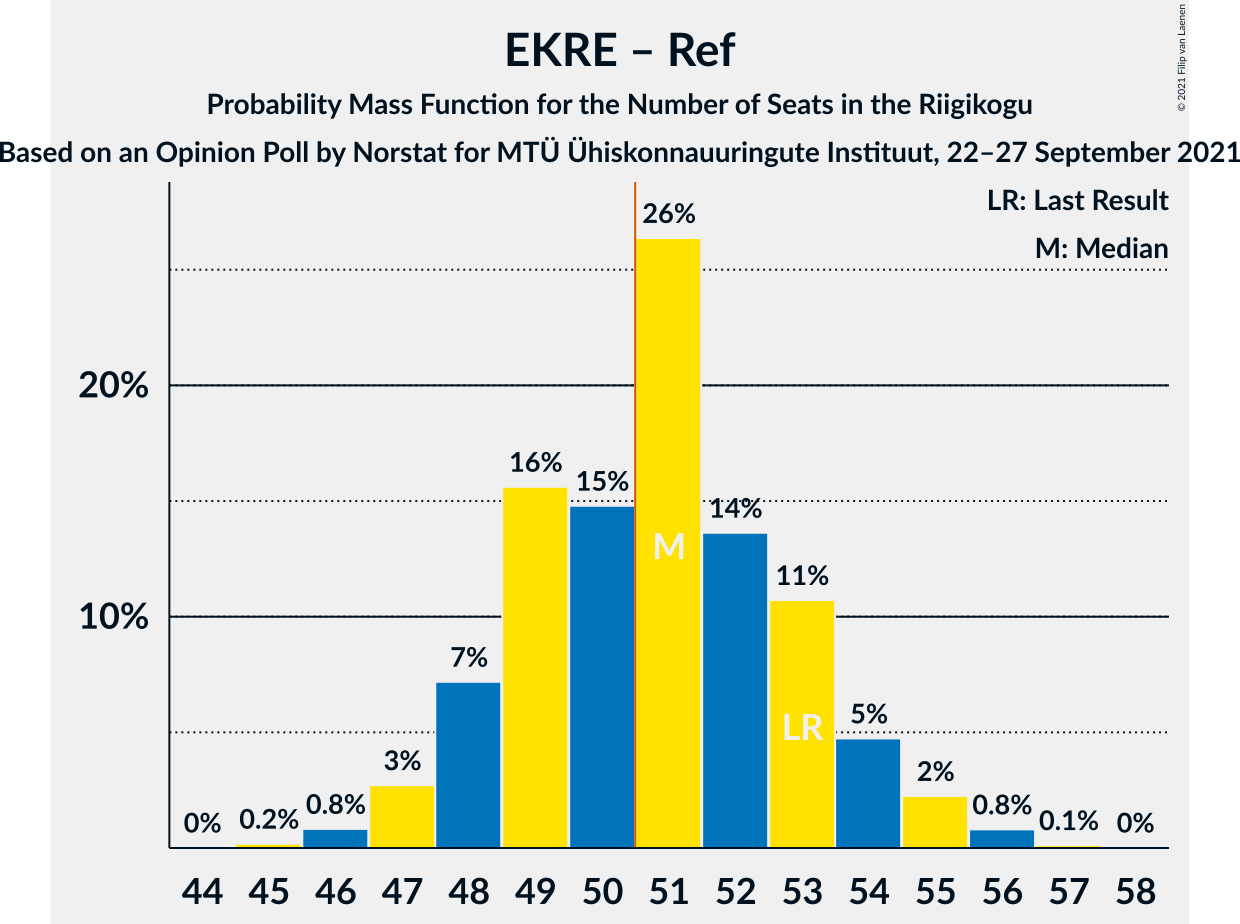 EKRE – Ref
Probability Mass Function for the Number of Seats in the Riigikogu
Based on an Opinion Poll by Norstat for MTÜ Ühiskonnauuringute Instituut, 22–27 September 2021
© 2021 Filip van Laenen
LR: Last Result
M: Median
26%
20%
16%
15%
14%
M
11%
10%
7%
LR
5%
3%
2%
0% 0.2% 0.8% 0.8% 0.1% 0%
44 45 46 47 48 49 50 51 52 53 54 55 56 57 58